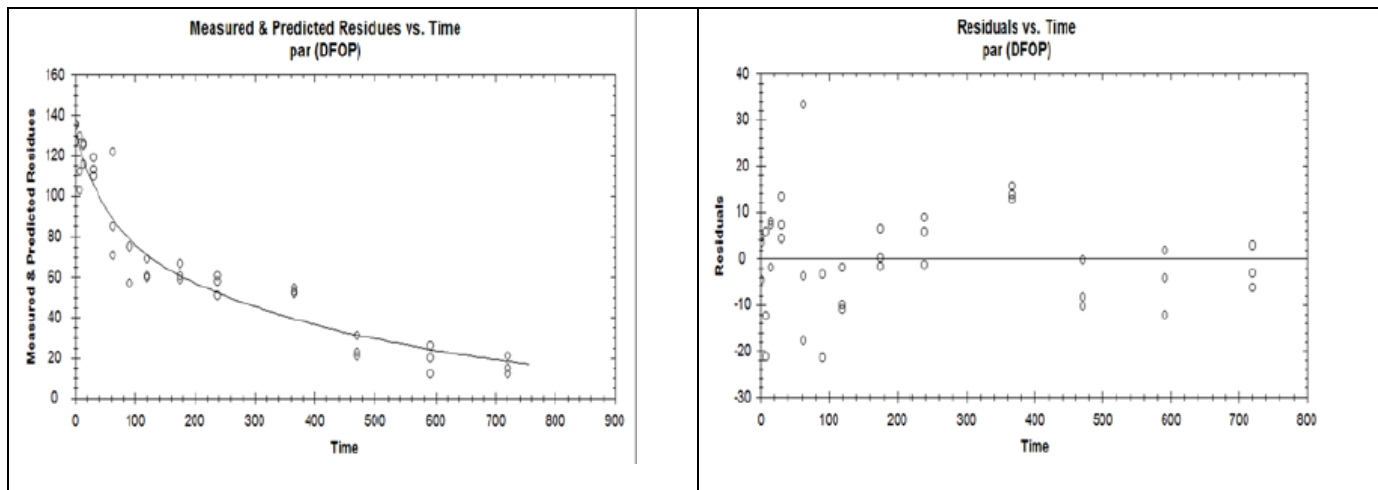 Measured & Predicted Residues vs. Time
par (DFOP)
Measured & Predicted Residues
160
140
120
100
80
60
40
20
0
0 100 200 300 400 500 600 700 800 900
Time
Residuals vs. Time
par (DFOP)
Residuals
40
30
20
10
0
-10
-20
-30
0 100 200 300 400 500 600 700 800
Time